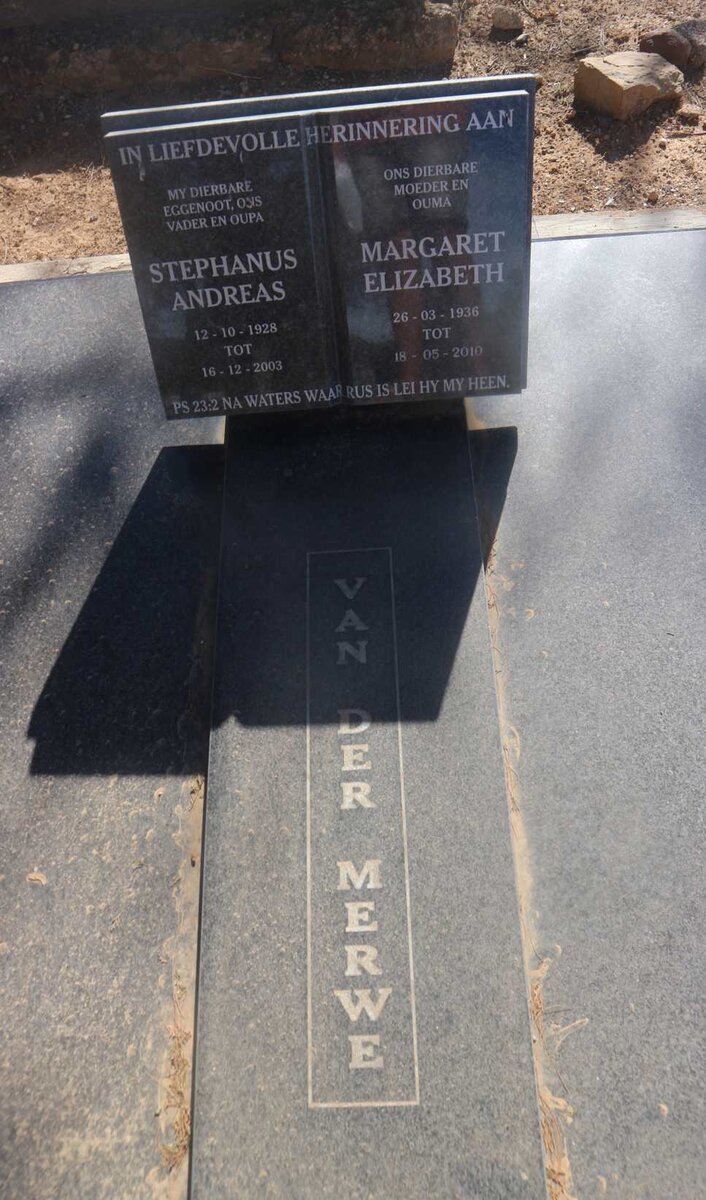 IN LIEFDEVOLLE HERINNERING AAN
MY DIERBARE
EGGENOOT, ONS
VADER EN OUPA
STEPHANUS
ANDREAS
12 - 10 - 1928
TOT
16 - 12 - 2003
ONS DIERBARE
MOEDER EN
OUMA
MARGARET
ELIZABETH
26 - 03 - 1936
TOT
18 - 05 - 2010
PS 23:2 NA WATERS WAAR RUS IS LEI HY MY HEEN.
VAN DER MERWE